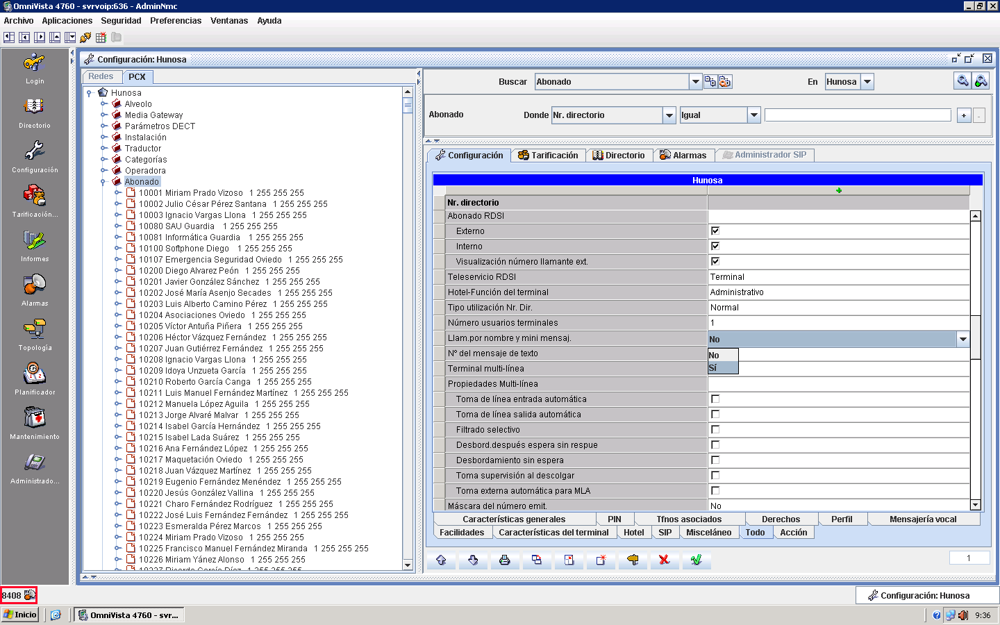 OmniVista 4760 - svrvoip:636 - AdminNmc
Archivo Aplicaciones Seguridad Preferencias Ventanas Ayuda
Login
Directorio
Configuración
Tarificación...
Informes
Alarmas
Topología
Planificador
Mantenimiento
Administrado...
Configuración: Hunosa
Redes PCX
Hunosa
Alveolo
Media Gateway
Parámetros DECT
Instalación
Traductor
Categorías
Operadora
Abonado
10001 Miriam Prado Vizoso 1 255 255 255
10002 Julio César Pérez Santana 1 255 255 255
10003 Ignacio Vargas Llona 1 255 255 255
10080 SAU Guardia 1 255 255 255
10081 Informática Guardia 1 255 255 255
10100 Softphone Diego 1 255 255 255
10107 Emergencia Seguridad Oviedo 1 255 255 255
10200 Diego Alvarez Peón 1 255 255 255
10201 Javier González Sánchez 1 255 255 255
10202 José María Asenjo Secades 1 255 255 255
10203 Luis Alberto Camino Pérez 1 255 255 255
10204 Asociaciones Oviedo 1 255 255 255
10205 Víctor Antuña Piñera 1 255 255 255
10206 Héctor Vázquez Fernández 1 255 255 255
10207 Juan Gutiérrez Fernández 1 255 255 255
10208 Ignacio Vargas Llona 1 255 255 255
10209 Idoya Unzueta García 1 255 255 255
10210 Roberto García Canga 1 255 255 255
10211 Luis Manuel Fernández Martínez 1 255 255 255
10212 Manuela López Aguila 1 255 255 255
10213 Jorge Alvaré Malvar 1 255 255 255
10214 Isabel García Hernández 1 255 255 255
10215 Isabel Lada Suárez 1 255 255 255
10216 Ana Fernández López 1 255 255 255
10217 Maquetación Oviedo 1 255 255 255
10218 Juan Vázquez Martínez 1 255 255 255
10219 Eugenio Fernández Menéndez 1 255 255 255
10220 Jesús González Vallina 1 255 255 255
10221 Charo Fernández Rodríguez 1 255 255 255
10222 José Luis Fernández Fernández 1 255 255 255
10223 Esmeralda Pérez Marcos 1 255 255 255
10224 Miriam Prado Vizoso 1 255 255 255
10225 Francisco Manuel Fernández Miranda 1 255 255 255
10226 Miriam Yánez Alonso 1 255 255 255
10227 Ricardo García Díaz 1 255 255 255
Buscar Abonado En Hunosa
Abonado Donde Nr. directorio Igual + -
Configuración Tarificación Directorio Alarmas Administrador SIP
Hunosa
Nr. directorio
Abonado RDSI
Externo
Interno
Visualización número llamante ext.
Teleservicio RDSI Terminal
Hotel-Función del terminal Administrativo
Tipo utilización Nr. Dir. Normal
Número usuarios terminales 1
Llam.por nombre y mini mensaj. No
Nº del mensaje de texto No
Terminal multi-línea Sí
Propiedades Multi-línea
Toma de línea entrada automática
Toma de línea salida automática
Filtrado selectivo
Desbord.después espera sin respue
Desbordamiento sin espera
Toma supervisión al descolgar
Toma externa automática para MLA
Máscara del número emit. No
Características generales PIN Tfnos asociados Derechos Perfil Mensajería vocal
Facilidades Características del terminal Hotel SIP Misceláneo Todo Acción
1
8408
Configuración: Hunosa
Inicio OmniVista 4760 - svr... 9:36